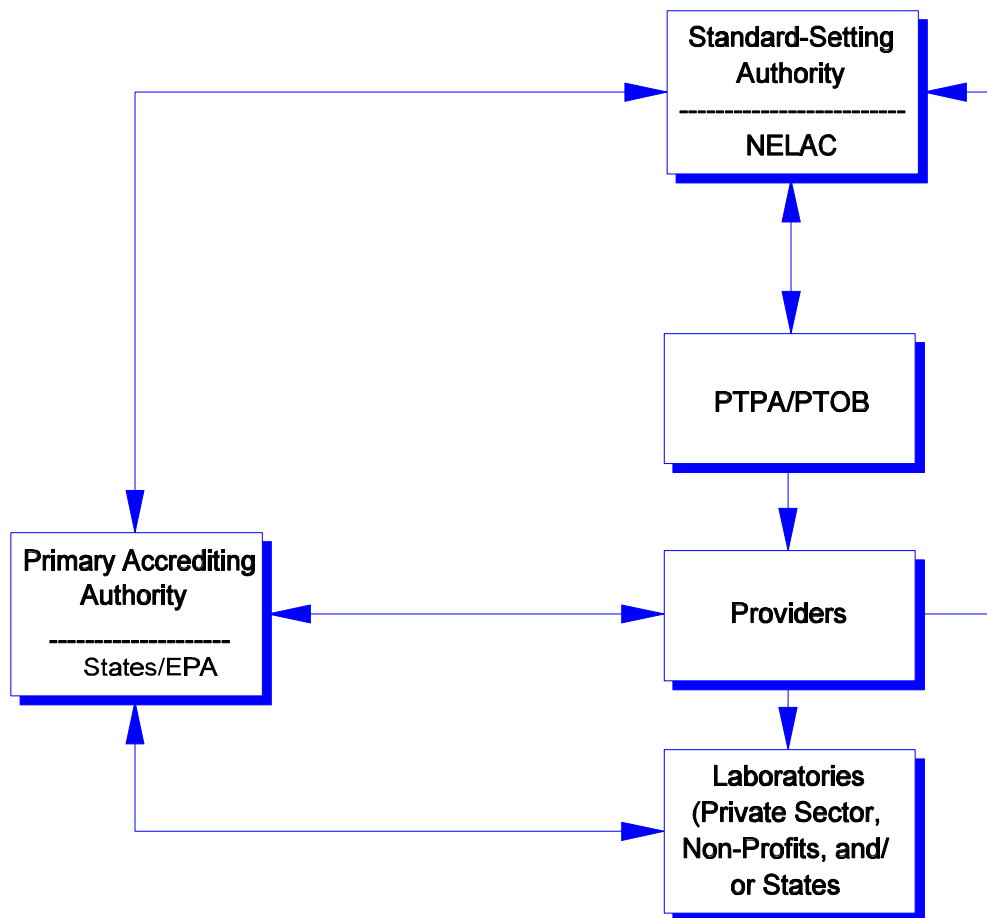 Standard-Setting
Authority
-------------------------
NELAC
PTPA/PTOB
Primary Accrediting
Authority
--------------------
States/EPA
Providers
Laboratories
(Private Sector,
Non-Profits, and/
or States